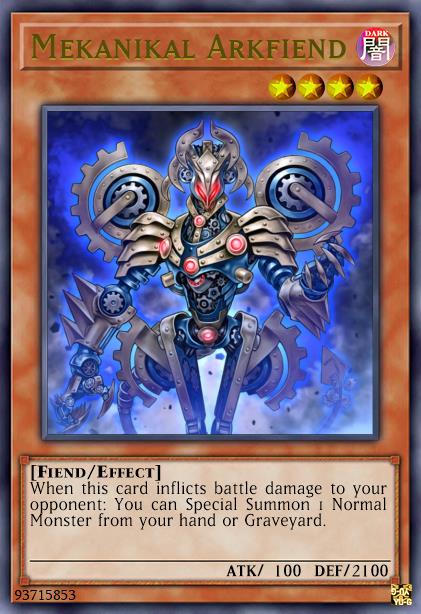 MEKANIKAL ARKFIEND
DARK
闇
[FIEND/EFFECT]
When this card inflicts battle damage to your
opponent: You can Special Summon 1 Normal
Monster from your hand or Graveyard.
ATK/ 100 DEF/2100
93715853